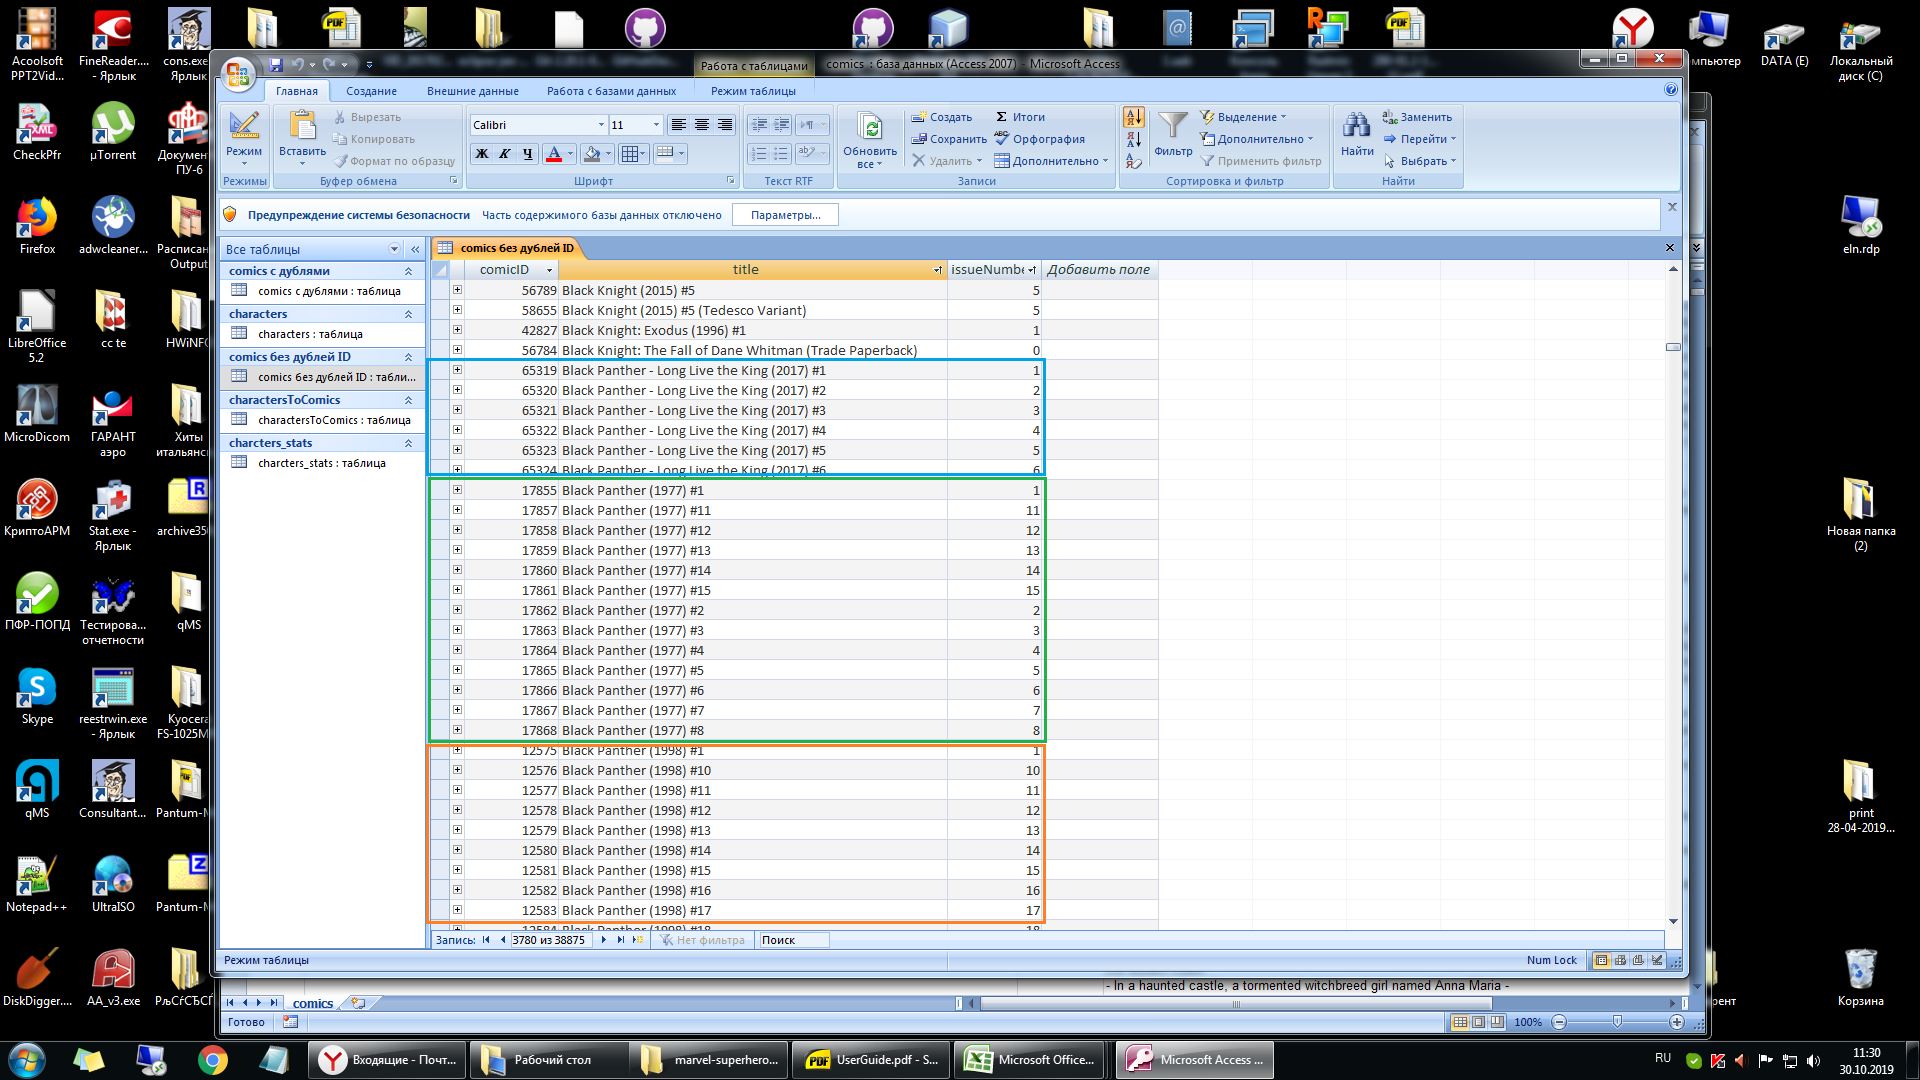 Acoolsoft PPT2Vid...
FineReader.... - Ярлык
cons.exe Ярлык
мпьютер
DATA (E)
Локальный диск (C)
CheckPfr
µTorrent
Докумен ПУ-6
Firefox
adwcleaner...
Расписан Output
LibreOffice 5.2
cc te
HWiNFO
MicroDicom
ГАРАНТ аэро
Хиты итальянс
КриптоАРМ
Stat.exe - Ярлык
archive35
ПФР-ПОПД
Тестирова... отчетности
qMS
Skype
reestrwin.exe - Ярлык
Kyocera FS-1025M
qMS
Consultant...
Pantum-M
Notepad++
UltraISO
Pantum-M
DiskDigger....
AA_v3.exe
РљСѓСЂСЃ
eln.rdp
Новая папка (2)
print 28-04-2019...
Корзина
Работа с таблицами
comics : база данных (Access 2007) - Microsoft Access
Главная
Создание
Внешние данные
Работа с базами данных
Режим таблицы
Режим
Режимы
Вставить
Вырезать
Копировать
Формат по образцу
Буфер обмена
Calibri
11
Ж К Ч
Шрифт
Текст RTF
Обновить все
Создать
Сохранить
Удалить
Итоги
Орфография
Дополнительно
Записи
Фильтр
Выделение
Дополнительно
Применить фильтр
Сортировка и фильтр
Найти
Заменить
Перейти
Выбрать
Найти
Предупреждение системы безопасности Часть содержимого базы данных отключено Параметры...
Все таблицы
comics с дублями
comics с дублями : таблица
characters
characters : таблица
comics без дублей ID
comics без дублей ID : табли...
charactersToComics
charactersToComics : таблица
charcters_stats
charcters_stats : таблица
comics без дублей ID
comicID title issueNumbe Добавить поле
56789 Black Knight (2015) #5 5
58655 Black Knight (2015) #5 (Tedesco Variant) 5
42827 Black Knight: Exodus (1996) #1 1
56784 Black Knight: The Fall of Dane Whitman (Trade Paperback) 0
65319 Black Panther - Long Live the King (2017) #1 1
65320 Black Panther - Long Live the King (2017) #2 2
65321 Black Panther - Long Live the King (2017) #3 3
65322 Black Panther - Long Live the King (2017) #4 4
65323 Black Panther - Long Live the King (2017) #5 5
65324 Black Panther - Long Live the King (2017) #6 6
17855 Black Panther (1977) #1 1
17857 Black Panther (1977) #11 11
17858 Black Panther (1977) #12 12
17859 Black Panther (1977) #13 13
17860 Black Panther (1977) #14 14
17861 Black Panther (1977) #15 15
17862 Black Panther (1977) #2 2
17863 Black Panther (1977) #3 3
17864 Black Panther (1977) #4 4
17865 Black Panther (1977) #5 5
17866 Black Panther (1977) #6 6
17867 Black Panther (1977) #7 7
17868 Black Panther (1977) #8 8
12575 Black Panther (1998) #1 1
12576 Black Panther (1998) #10 10
12577 Black Panther (1998) #11 11
12578 Black Panther (1998) #12 12
12579 Black Panther (1998) #13 13
12580 Black Panther (1998) #14 14
12581 Black Panther (1998) #15 15
12582 Black Panther (1998) #16 16
12583 Black Panther (1998) #17 17
12584 Black Panther (1998) #18 18
Запись: 3780 из 38875 Нет фильтра Поиск
Режим таблицы
Num Lock
- In a haunted castle, a tormented witchbreed girl named Anna Maria -
рент
comics
Готово
100%
Входящие - Почт...
Рабочий стол
marvel-superhero...
UserGuide.pdf - S...
Microsoft Office...
Microsoft Access ...
RU
11:30
30.10.2019